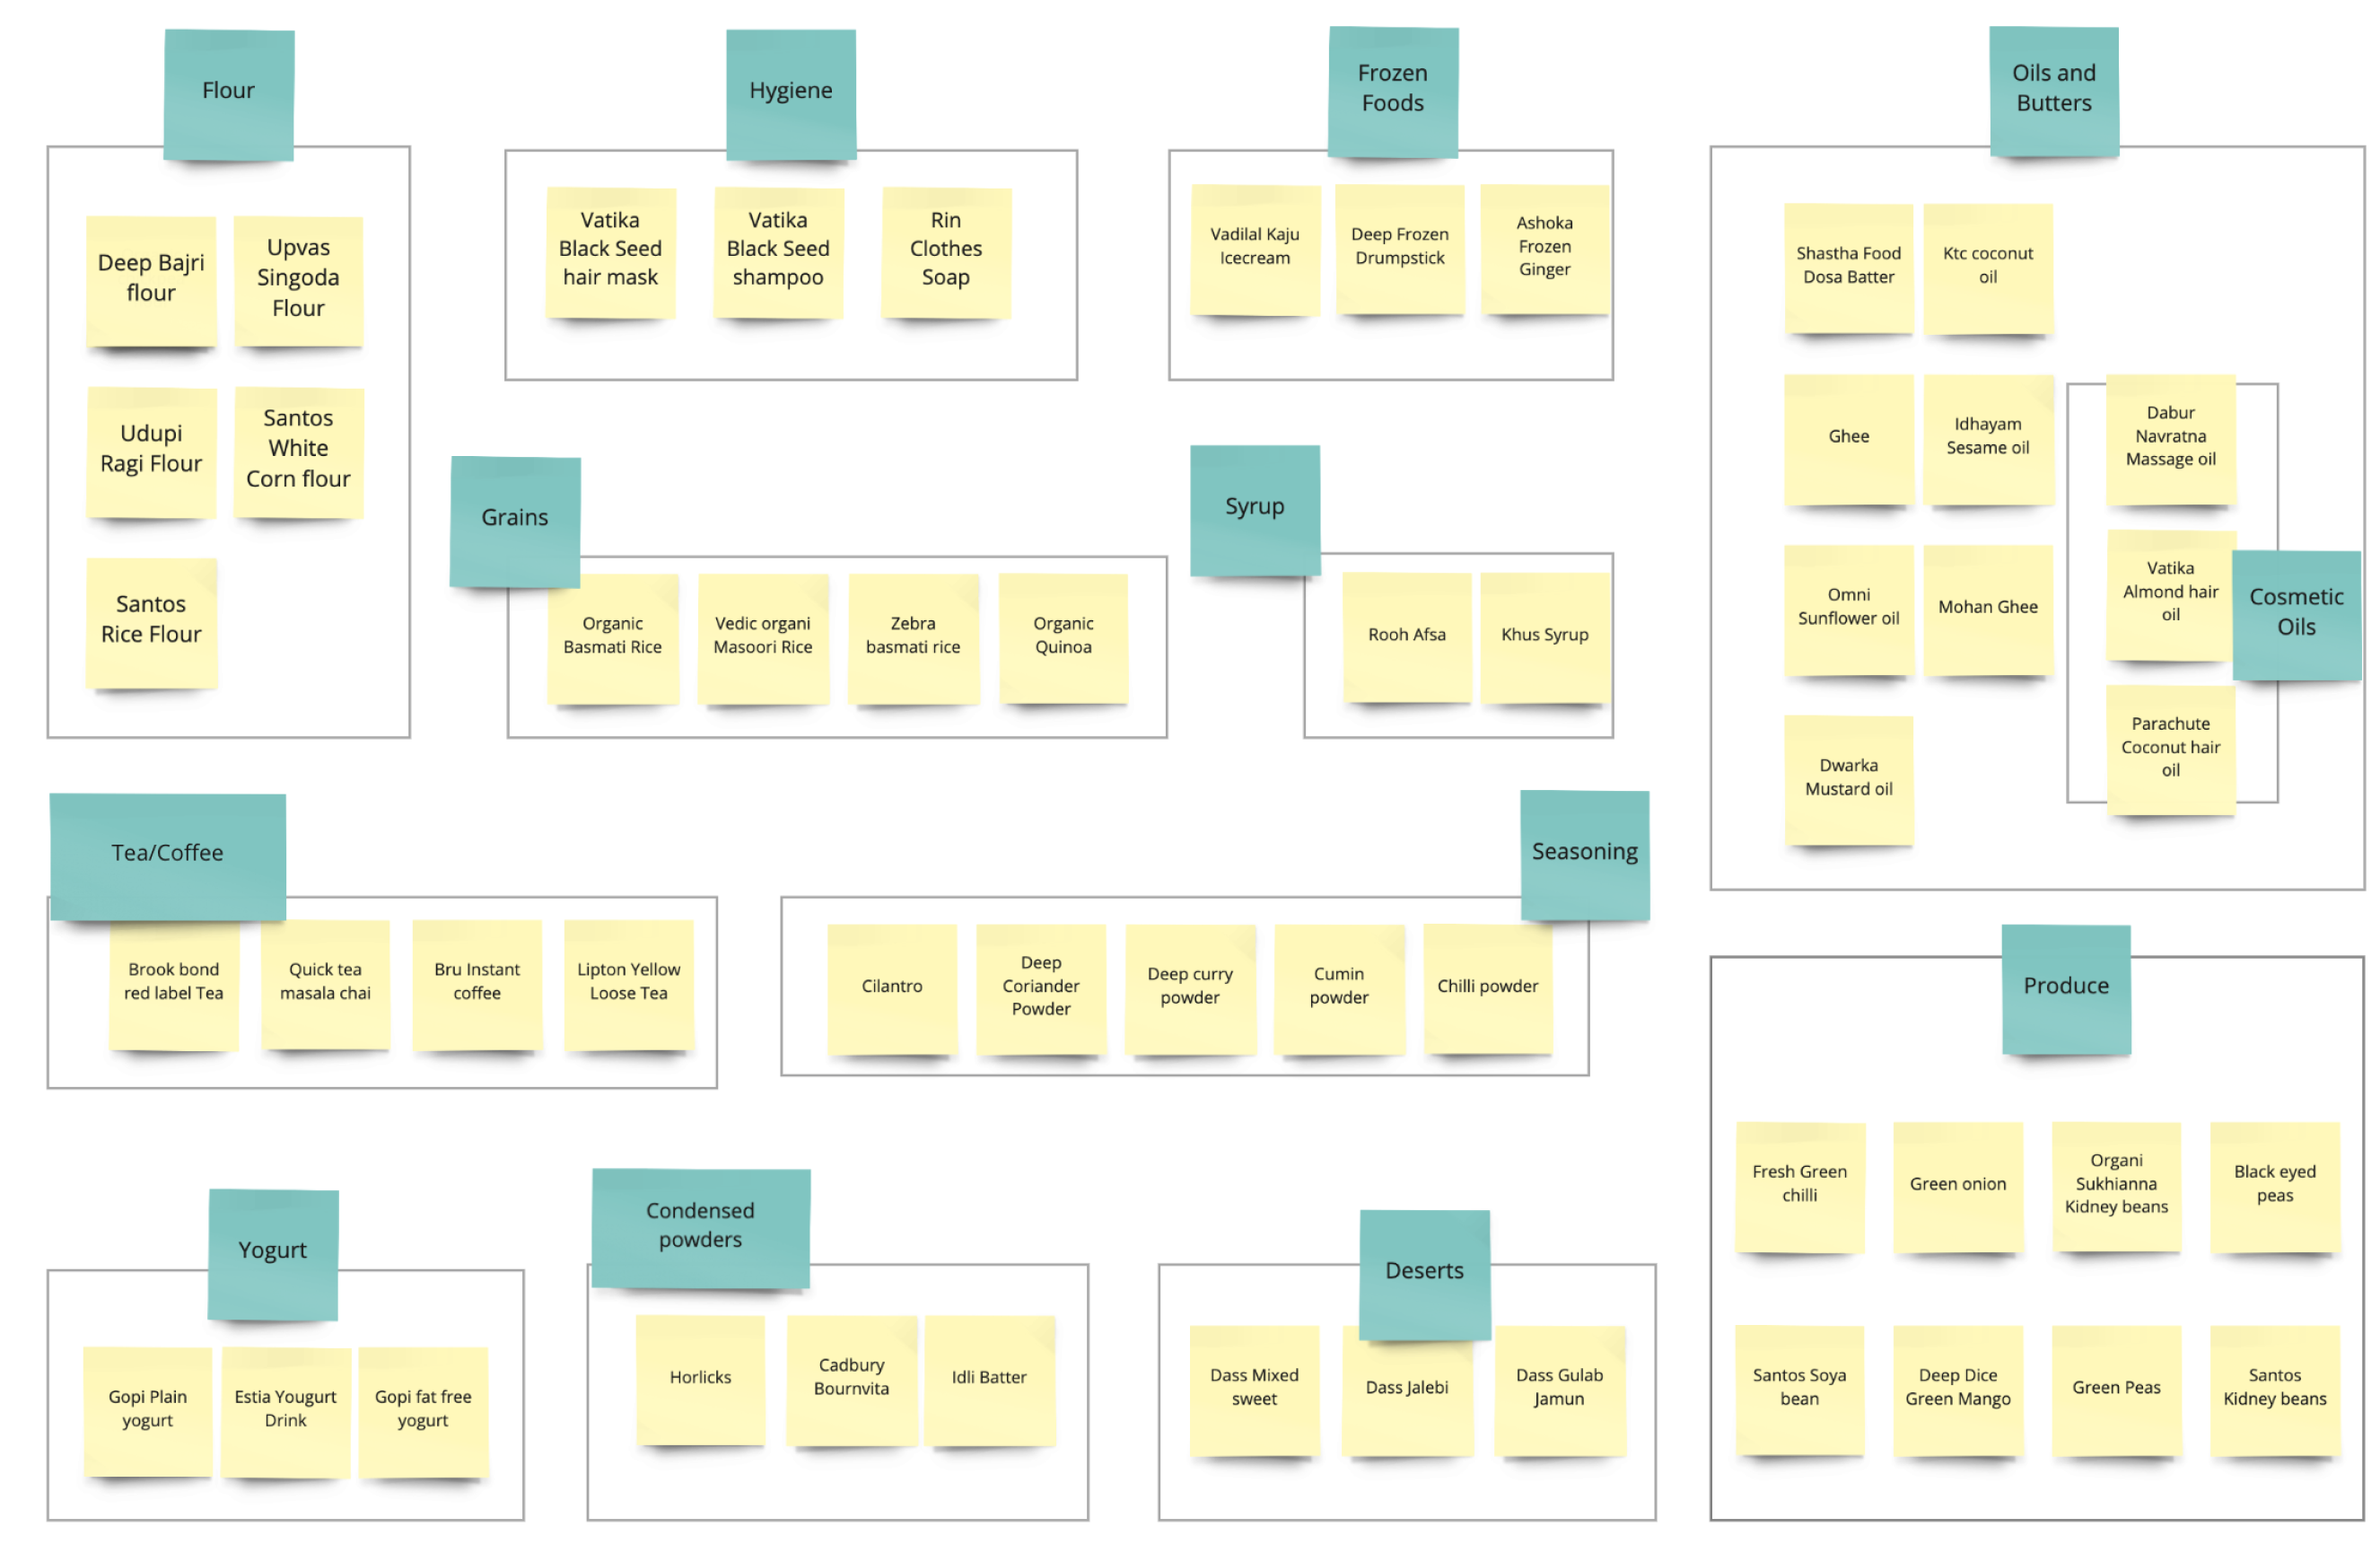 Flour
Deep Bajri
flour
Upvas
Singoda
Flour
Udupi
Ragi Flour
Santos
White
Corn flour
Santos
Rice Flour
Hygiene
Vatika
Black Seed
hair mask
Vatika
Black Seed
shampoo
Rin
Clothes
Soap
Frozen
Foods
Vadilal Kaju
Icecream
Deep Frozen
Drumpstick
Ashoka
Frozen
Ginger
Oils and
Butters
Shastha Food
Dosa Batter
Ktc coconut
oil
Ghee
Idhayam
Sesame oil
Omni
Sunflower oil
Mohan Ghee
Dwarka
Mustard oil
Dabur
Navratna
Massage oil
Vatika
Almond hair
oil
Parachute
Coconut hair
oil
Cosmetic
Oils
Grains
Organic
Basmati Rice
Vedic organi
Masoori Rice
Zebra
basmati rice
Organic
Quinoa
Syrup
Rooh Afsa
Khus Syrup
Tea/Coffee
Brook bond
red label Tea
Quick tea
masala chai
Bru Instant
coffee
Lipton Yellow
Loose Tea
Seasoning
Cilantro
Deep
Coriander
Powder
Deep curry
powder
Cumin
powder
Chilli powder
Produce
Fresh Green
chilli
Green onion
Organi
Sukhianna
Kidney beans
Black eyed
peas
Santos Soya
bean
Deep Dice
Green Mango
Green Peas
Santos
Kidney beans
Yogurt
Gopi Plain
yogurt
Estia Yougurt
Drink
Gopi fat free
yogurt
Condensed
powders
Horlicks
Cadbury
Bournvita
Idli Batter
Deserts
Dass Mixed
sweet
Dass Jalebi
Dass Gulab
Jamun